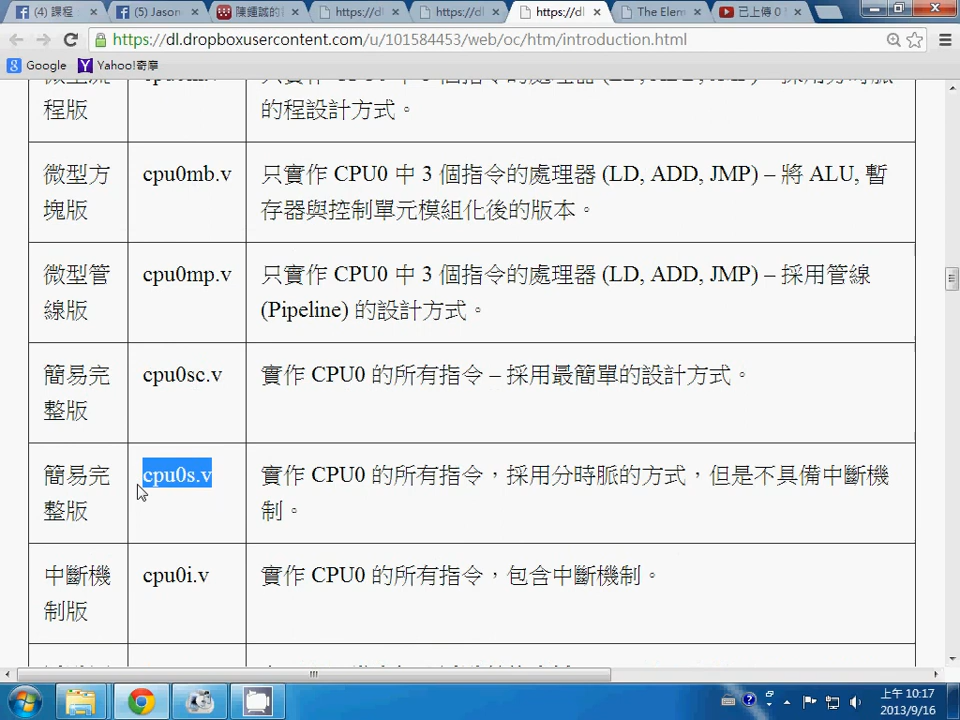 (4) 課程
(5) Jason
陳鍾誠的
https://dl
https://dl
https://dl
The Elem
已上傳 0
https://dl.dropboxusercontent.com/u/101584453/web/oc/htm/introduction.html
Google
Yahoo!奇摩
程版
的程設計方式。
微型方塊版
cpu0mb.v
只實作 CPU0 中 3 個指令的處理器 (LD, ADD, JMP) – 將 ALU, 暫
存器與控制單元模組化後的版本。
微型管線版
cpu0mp.v
只實作 CPU0 中 3 個指令的處理器 (LD, ADD, JMP) – 採用管線
(Pipeline) 的設計方式。
簡易完整版
cpu0sc.v
實作 CPU0 的所有指令 – 採用最簡單的設計方式。
簡易完整版
cpu0s.v
實作 CPU0 的所有指令，採用分時脈的方式，但是不具備中斷機
制。
中斷機制版
cpu0i.v
實作 CPU0 的所有指令，包含中斷機制。
上午 10:17
2013/9/16